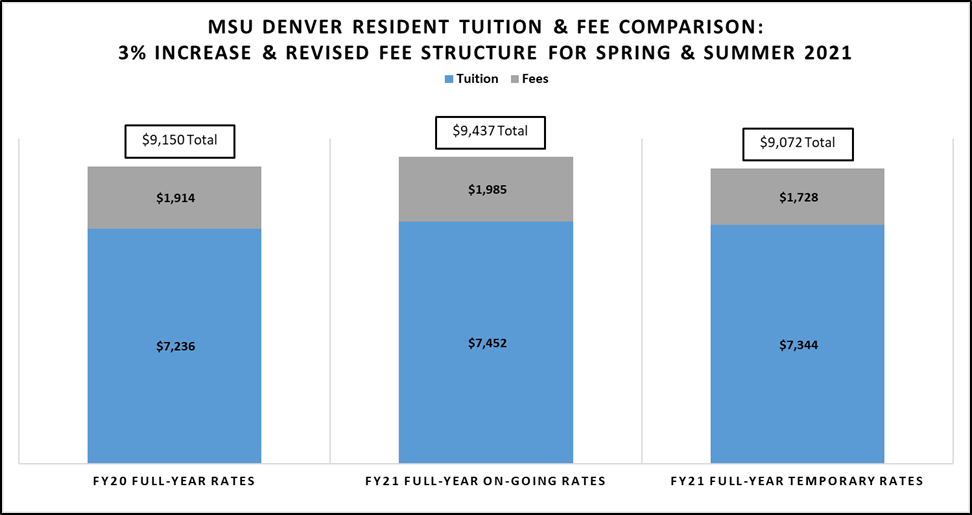 MSU DENVER RESIDENT TUITION & FEE COMPARISON:
3% INCREASE & REVISED FEE STRUCTURE FOR SPRING & SUMMER 2021
Tuition Fees
$9,150 Total
$9,437 Total
$9,072 Total
$1,914
$1,985
$1,728
$7,236
$7,452
$7,344
FY20 FULL-YEAR RATES
FY21 FULL-YEAR ON-GOING RATES
FY21 FULL-YEAR TEMPORARY RATES